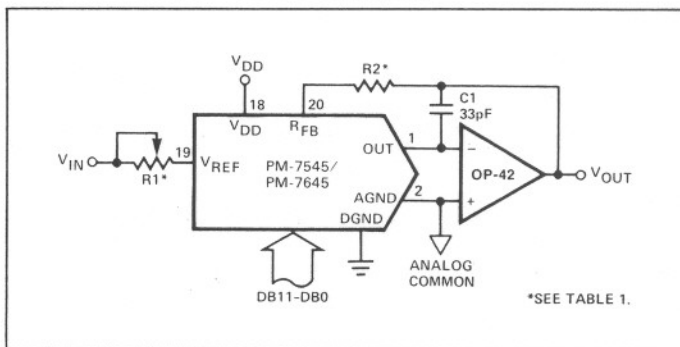 VDD
18
VDD
20
RFB
R2*
C1
33pF
VIN
R1*
19
VREF
PM-7545/
PM-7645
OUT
1
AGND
2
DGND
DB11-DB0
−
+
OP-42
VOUT
ANALOG
COMMON
*SEE TABLE 1.